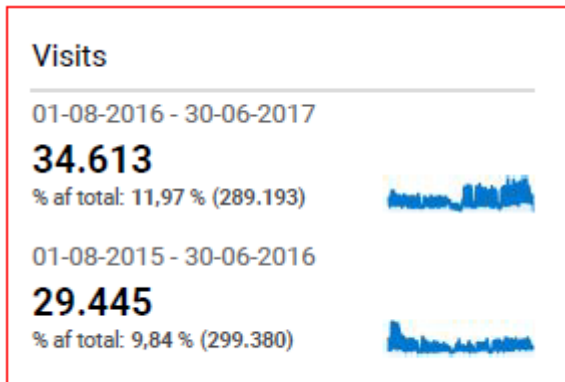 Visits
01-08-2016 - 30-06-2017
34.613
% af total: 11,97 % (289.193)
01-08-2015 - 30-06-2016
29.445
% af total: 9,84 % (299.380)